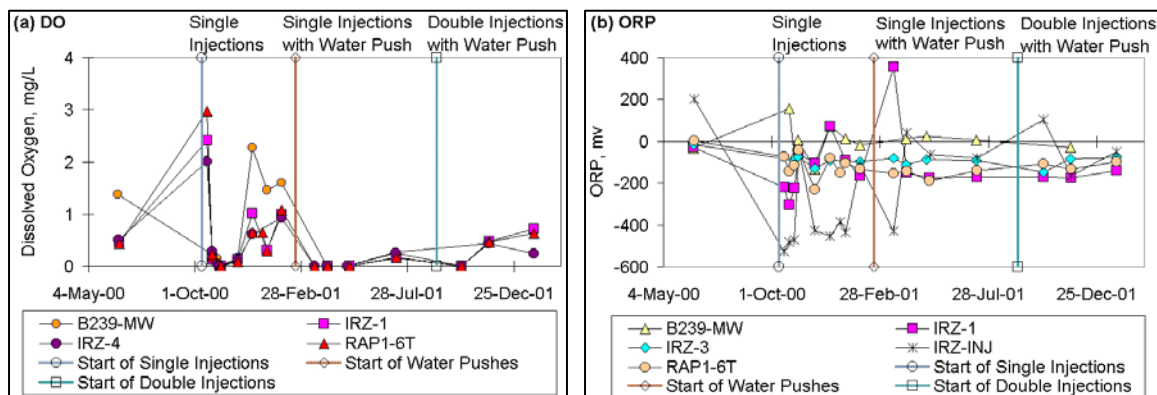 (a) DO
Single
Injections
Single Injections
with Water Push
Double Injections
with Water Push
Dissolved Oxygen, mg/L
4
3
2
1
0
4-May-00
1-Oct-00
28-Feb-01
28-Jul-01
25-Dec-01
B239-MW
IRZ-1
IRZ-4
RAP1-6T
Start of Single Injections
Start of Water Pushes
Start of Double Injections
(b) ORP
Single
Injections
Single Injections
with Water Push
Double Injections
with Water Push
ORP, mv
400
200
0
-200
-400
-600
4-May-00
1-Oct-00
28-Feb-01
28-Jul-01
25-Dec-01
B239-MW
IRZ-1
IRZ-3
IRZ-INJ
RAP1-6T
Start of Single Injections
Start of Water Pushes
Start of Double Injections